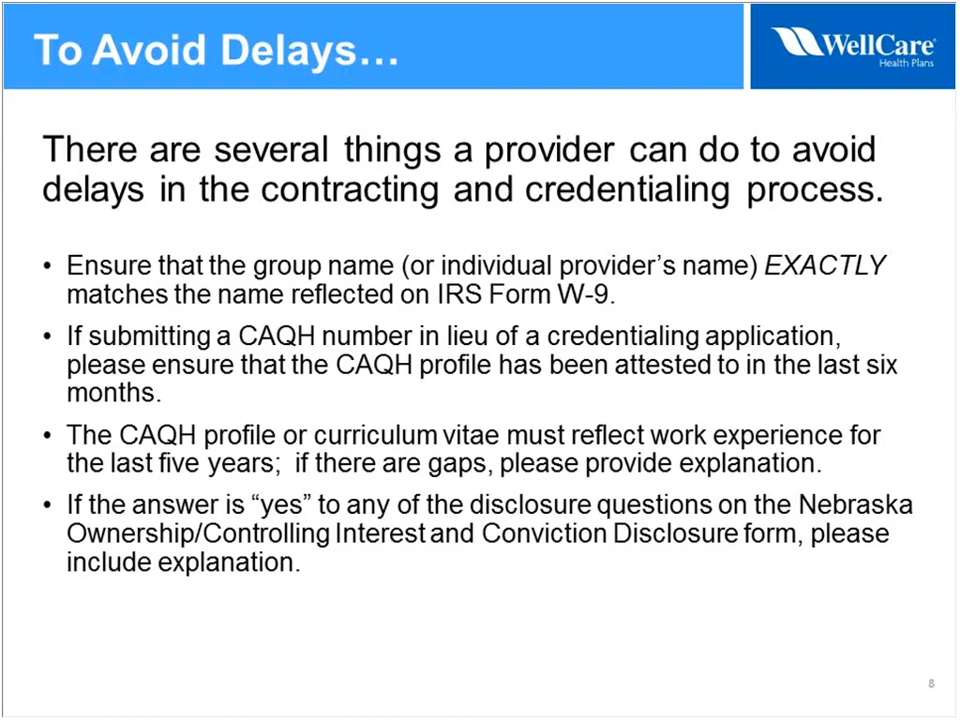 To Avoid Delays…
WellCare®
Health Plans
There are several things a provider can do to avoid
delays in the contracting and credentialing process.
• Ensure that the group name (or individual provider’s name) EXACTLY
matches the name reflected on IRS Form W-9.
• If submitting a CAQH number in lieu of a credentialing application,
please ensure that the CAQH profile has been attested to in the last six
months.
• The CAQH profile or curriculum vitae must reflect work experience for
the last five years;  if there are gaps, please provide explanation.
• If the answer is “yes” to any of the disclosure questions on the Nebraska
Ownership/Controlling Interest and Conviction Disclosure form, please
include explanation.
8